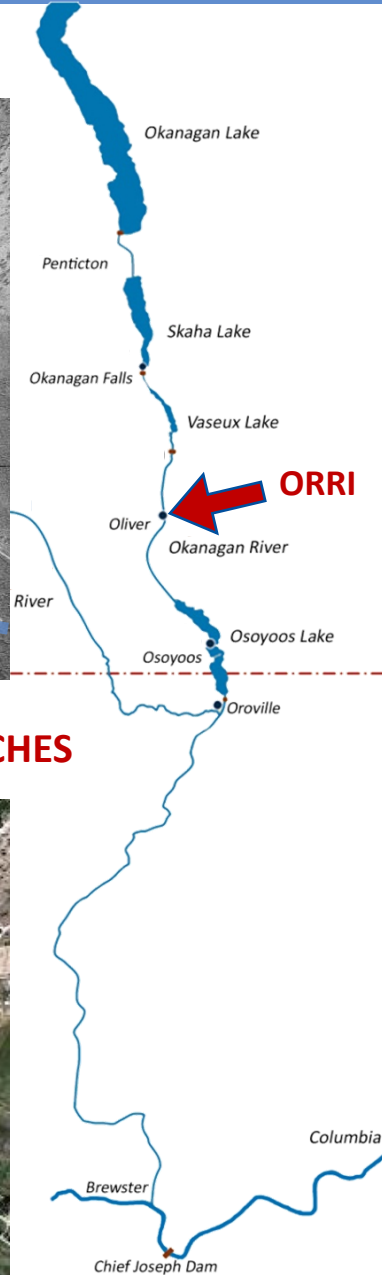 Okanagan Lake
Penticton
Skaha Lake
Okanagan Falls
Vaseux Lake
ORRI
Oliver
Okanagan River
River
Osoyoos Lake
Osoyoos
Oroville
CHES
Columbia
Brewster
Chief Joseph Dam